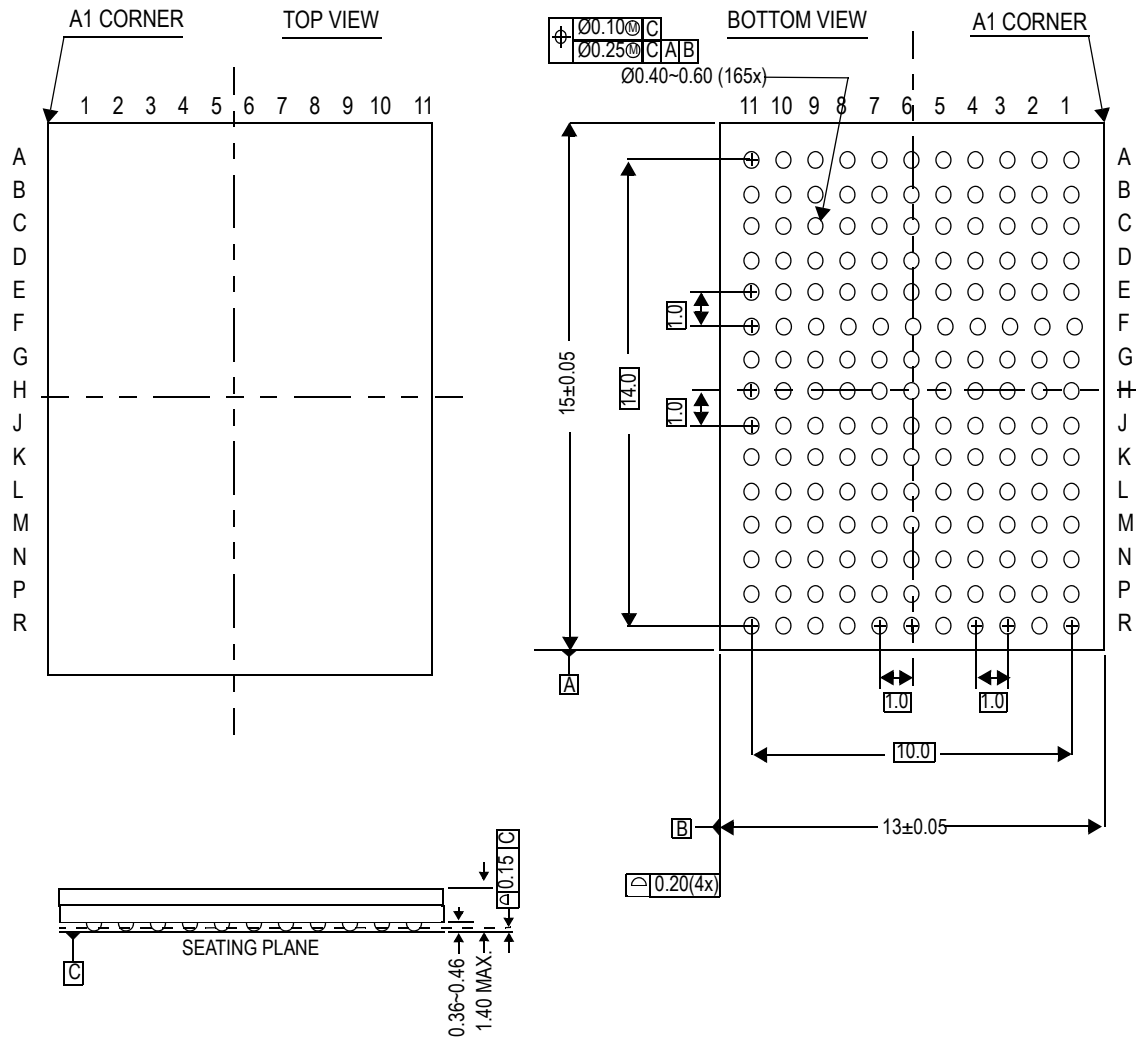 A1 CORNER
TOP VIEW
1 2 3 4 5 6 7 8 9 10 11
A
B
C
D
E
F
G
H
J
K
L
M
N
P
R
Ø0.10Ⓜ C
Ø0.25Ⓜ C A B
BOTTOM VIEW
A1 CORNER
Ø0.40~0.60 (165x)
11 10 9 8 7 6 5 4 3 2 1
A
B
C
D
E
F
G
H
J
K
L
M
N
P
R
1.0
15±0.05
14.0
1.0
A
1.0
1.0
10.0
B
13±0.05
0.20(4x)
0.15 C
SEATING PLANE
C
0.36~0.46
1.40 MAX.